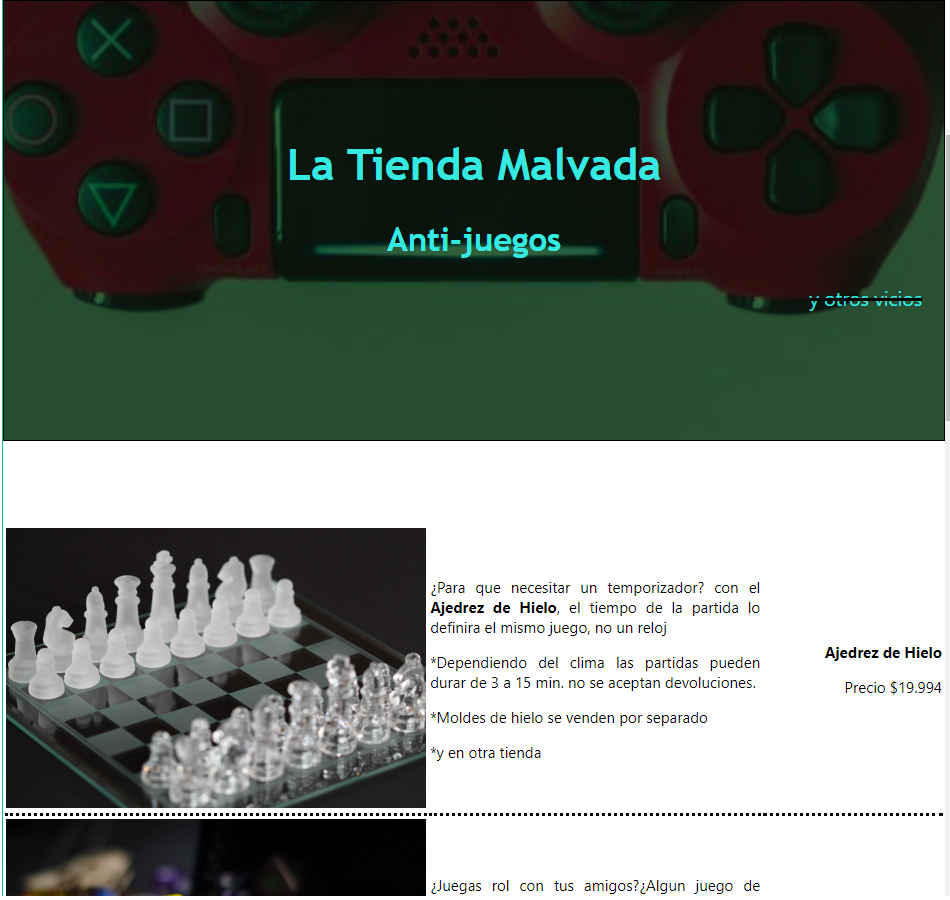 La Tienda Malvada
Anti-juegos
y otros vicios
¿Para que necesitar un temporizador? con el
Ajedrez de Hielo, el tiempo de la partida lo
definira el mismo juego, no un reloj
*Dependiendo del clima las partidas pueden
durar de 3 a 15 min. no se aceptan devoluciones.
*Moldes de hielo se venden por separado
*y en otra tienda
Ajedrez de Hielo
Precio $19.994
¿Juegas rol con tus amigos?¿Algun juego de